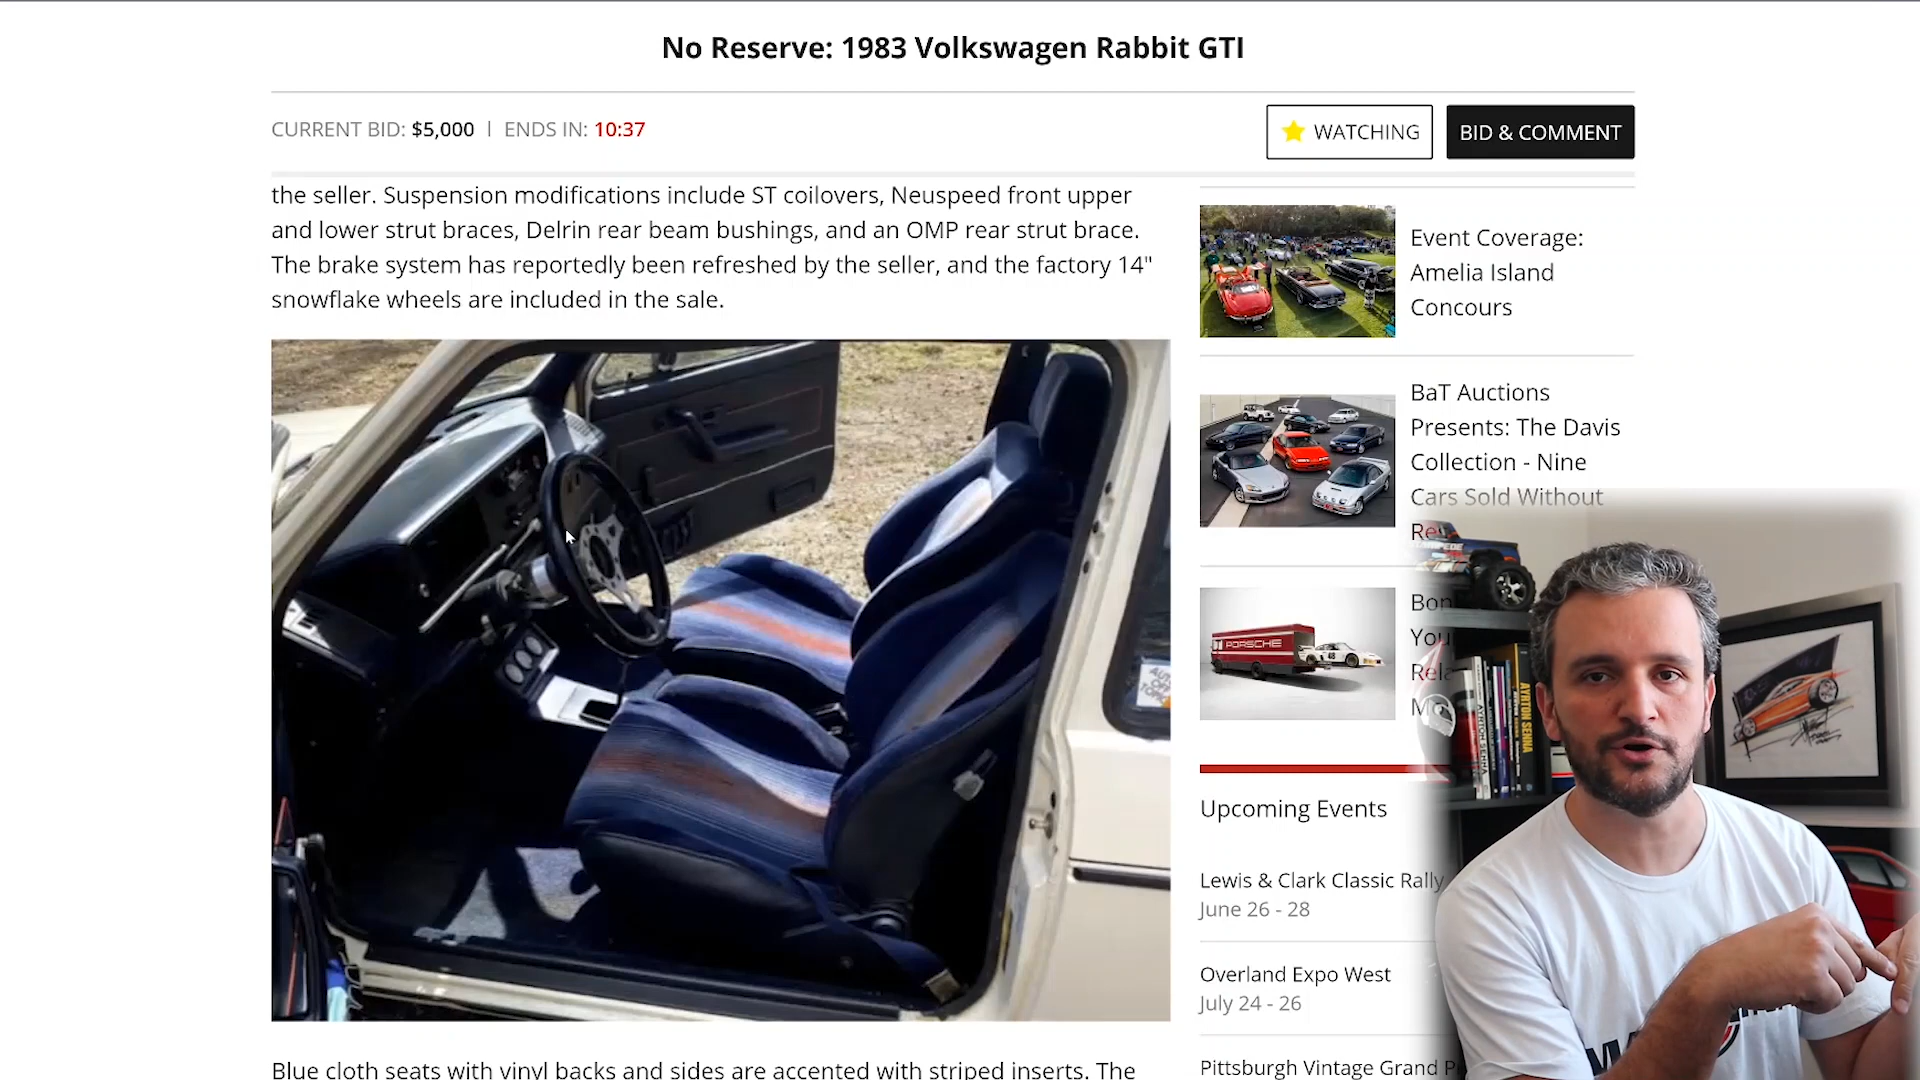 No Reserve: 1983 Volkswagen Rabbit GTI
CURRENT BID: $5,000 | ENDS IN: 10:37
WATCHING
BID & COMMENT
the seller. Suspension modifications include ST coilovers, Neuspeed front upper
and lower strut braces, Delrin rear beam bushings, and an OMP rear strut brace.
The brake system has reportedly been refreshed by the seller, and the factory 14"
snowflake wheels are included in the sale.
Blue cloth seats with vinyl backs and sides are accented with striped inserts. The
Event Coverage:
Amelia Island
Concours
BaT Auctions
Presents: The Davis
Collection - Nine
Cars Sold Without
PORSCHE
Upcoming Events
Lewis & Clark Classic Rally
June 26 - 28
Overland Expo West
July 24 - 26
Pittsburgh Vintage Grand
AYRTON SENNA